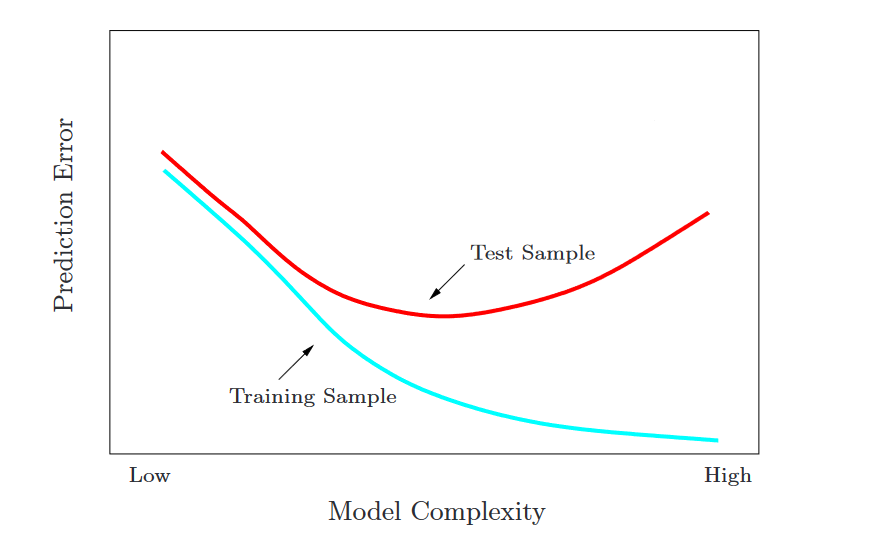 Prediction Error
Test Sample
Training Sample
Low
High
Model Complexity